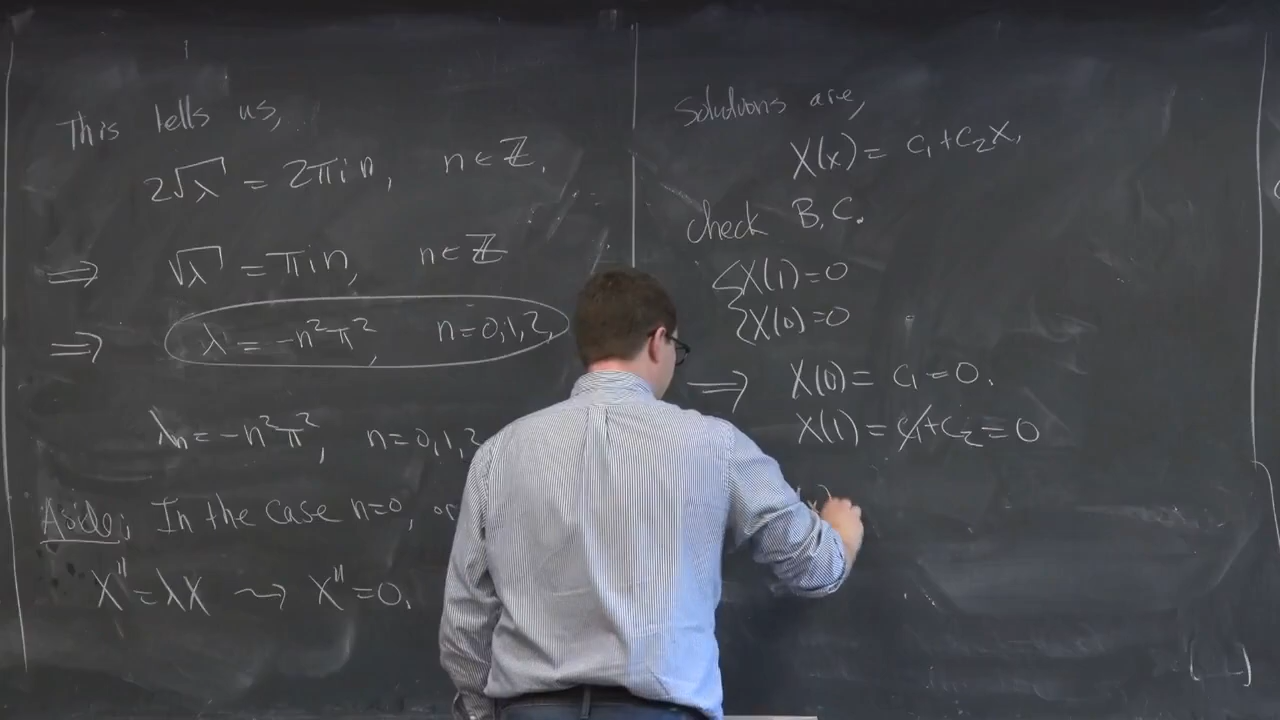 This tells us,
2√λ = 2πin, n∈ℤ.
⇒ √λ = πin, n∈ℤ
⇒ λ = -n²π², n=0,1,2,
λn = -n²π², n=0,1,2
Aside: In the case n=0, or
X'' = λX ⇝ X'' = 0.
Solutions are,
X(x) = c₁+c₂x.
Check B.C.
{X(1)=0
X(0)=0
⇒ X(0) = c₁ = 0.
X(1) = c₁+c₂ = 0